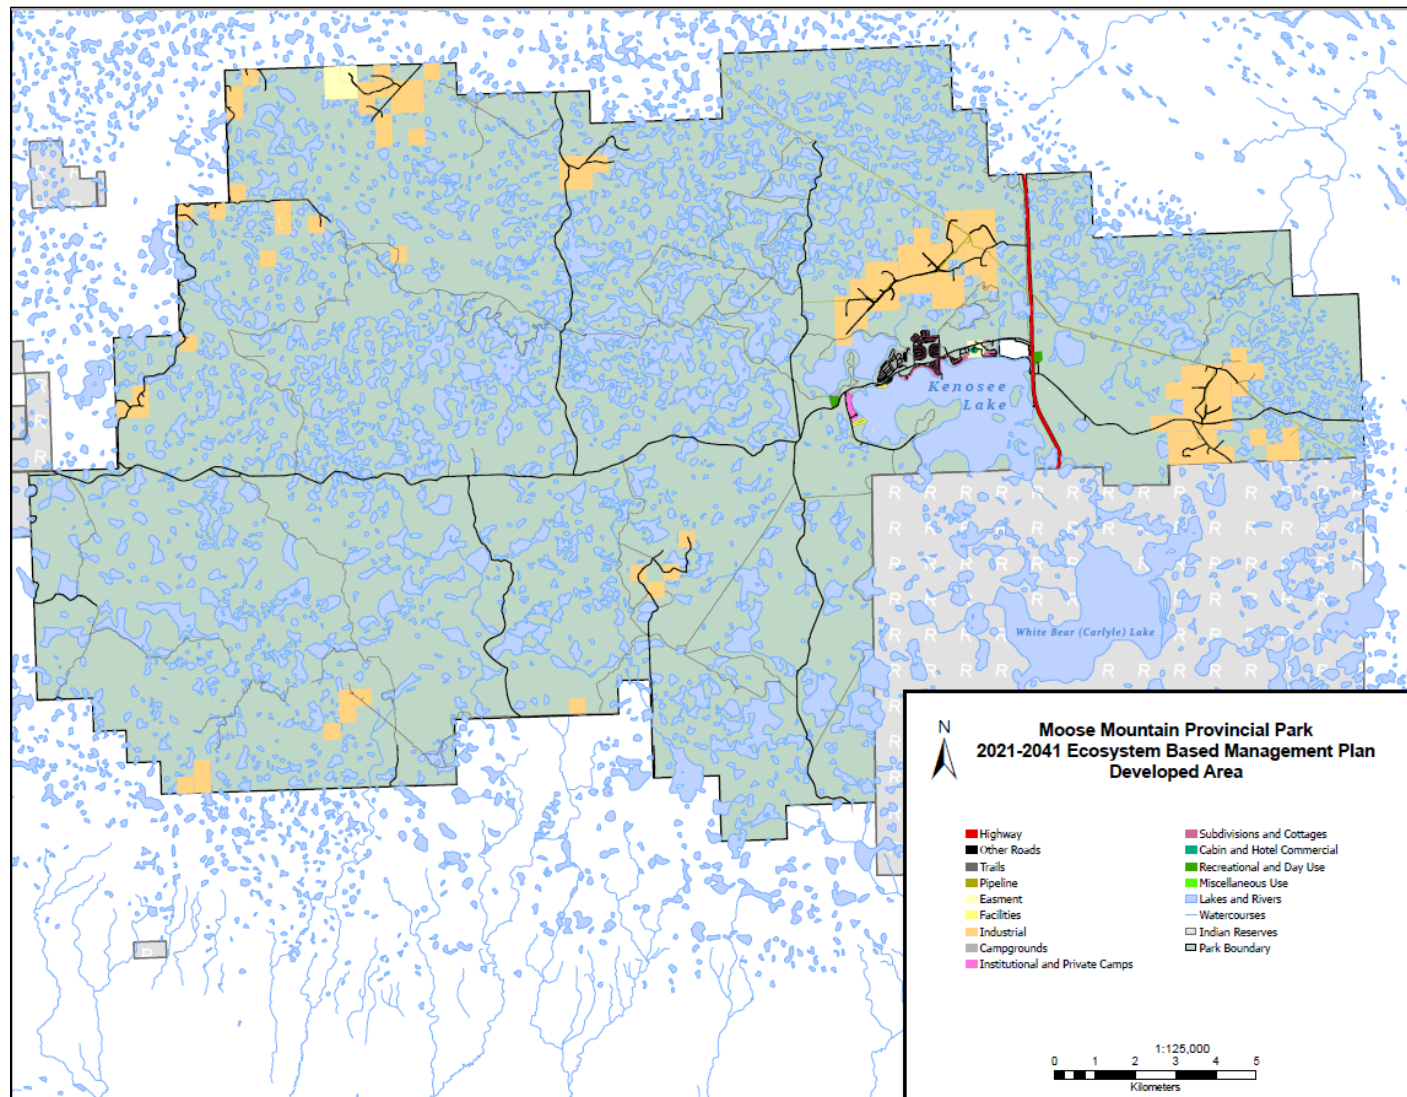 Kenosee
Lake
White Bear (Carlyle) Lake
N
Moose Mountain Provincial Park
2021-2041 Ecosystem Based Management Plan
Developed Area
Highway
Other Roads
Trails
Pipeline
Easment
Facilities
Industrial
Campgrounds
Institutional and Private Camps
Subdivisions and Cottages
Cabin and Hotel Commercial
Recreational and Day Use
Miscellaneous Use
Lakes and Rivers
Watercourses
Indian Reserves
Park Boundary
1:125,000
0 1 2 3 4 5
Kilometers